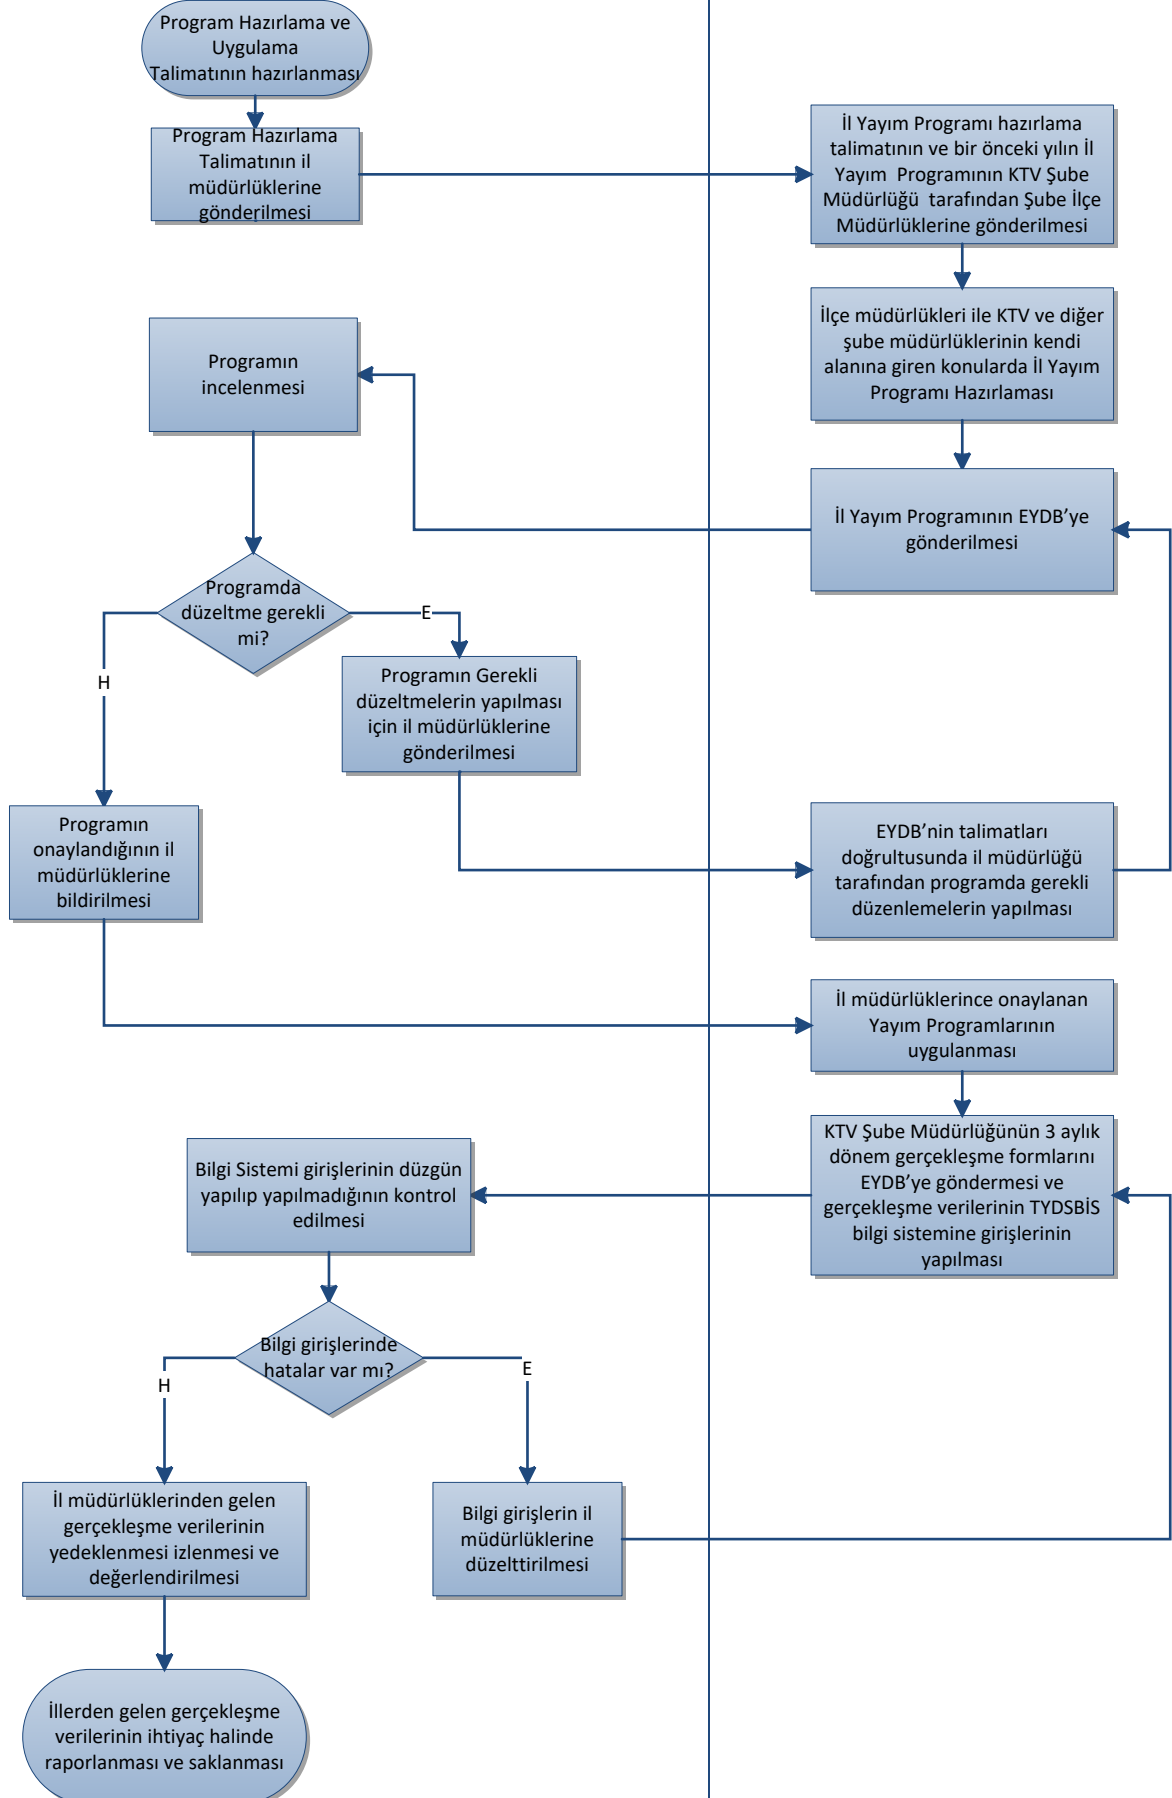 Program Hazırlama ve
Uygulama
Talimatının hazırlanması
Program Hazırlama
Talimatının il
müdürlüklerine
gönderilmesi
İl Yayım Programı hazırlama
talimatının ve bir önceki yılın İl
Yayım Programının KTV Şube
Müdürlüğü tarafından Şube İlçe
Müdürlüklerine gönderilmesi
İlçe müdürlükleri ile KTV ve diğer
şube müdürlüklerinin kendi
alanına giren konularda İl Yayım
Programı Hazırlaması
Programın
incelenmesi
İl Yayım Programının EYDB’ye
gönderilmesi
Programda
düzeltme gerekli
mi?
E
H
Programın Gerekli
düzeltmelerin yapılması
için il müdürlüklerine
gönderilmesi
Programın
onaylandığının il
müdürlüklerine
bildirilmesi
EYDB’nin talimatları
doğrultusunda il müdürlüğü
tarafından programda gerekli
düzenlemelerin yapılması
İl müdürlüklerince onaylanan
Yayım Programlarının
uygulanması
KTV Şube Müdürlüğünün 3 aylık
dönem gerçekleşme formlarını
EYDB’ye göndermesi ve
gerçekleşme verilerinin TYDSBİS
bilgi sistemine girişlerinin
yapılması
Bilgi Sistemi girişlerinin düzgün
yapılıp yapılmadığının kontrol
edilmesi
Bilgi girişlerinde
hatalar var mı?
H
E
İl müdürlüklerinden gelen
gerçekleşme verilerinin
yedeklenmesi izlenmesi ve
değerlendirilmesi
Bilgi girişlerin il
müdürlüklerine
düzelttirilmesi
İllerden gelen gerçekleşme
verilerinin ihtiyaç halinde
raporlanması ve saklanması